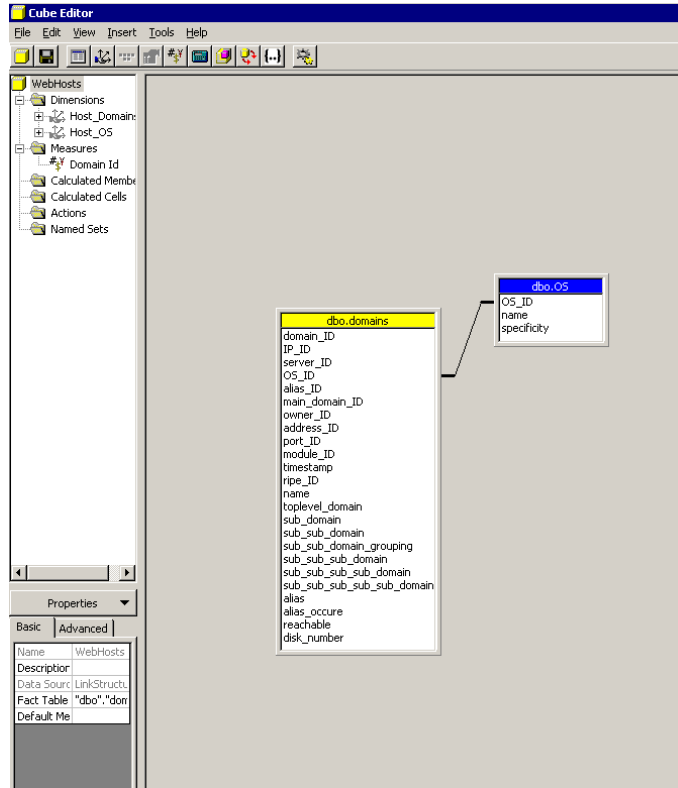 Cube Editor
File Edit View Insert Tools Help
WebHosts
Dimensions
Host_Domain:
Host_OS
Measures
Domain Id
Calculated Membe
Calculated Cells
Actions
Named Sets
dbo.OS
OS_ID
name
specificity
dbo.domains
domain_ID
IP_ID
server_ID
OS_ID
alias_ID
main_domain_ID
owner_ID
address_ID
port_ID
module_ID
timestamp
ripe_ID
name
toplevel_domain
sub_domain
sub_sub_domain
sub_sub_domain_grouping
sub_sub_sub_domain
sub_sub_sub_sub_domain
sub_sub_sub_sub_sub_domain
alias
alias_occure
reachable
disk_number
Properties
Basic Advanced
Name WebHosts
Description
Data Sourc LinkStructu
Fact Table "dbo"."dom
Default Me